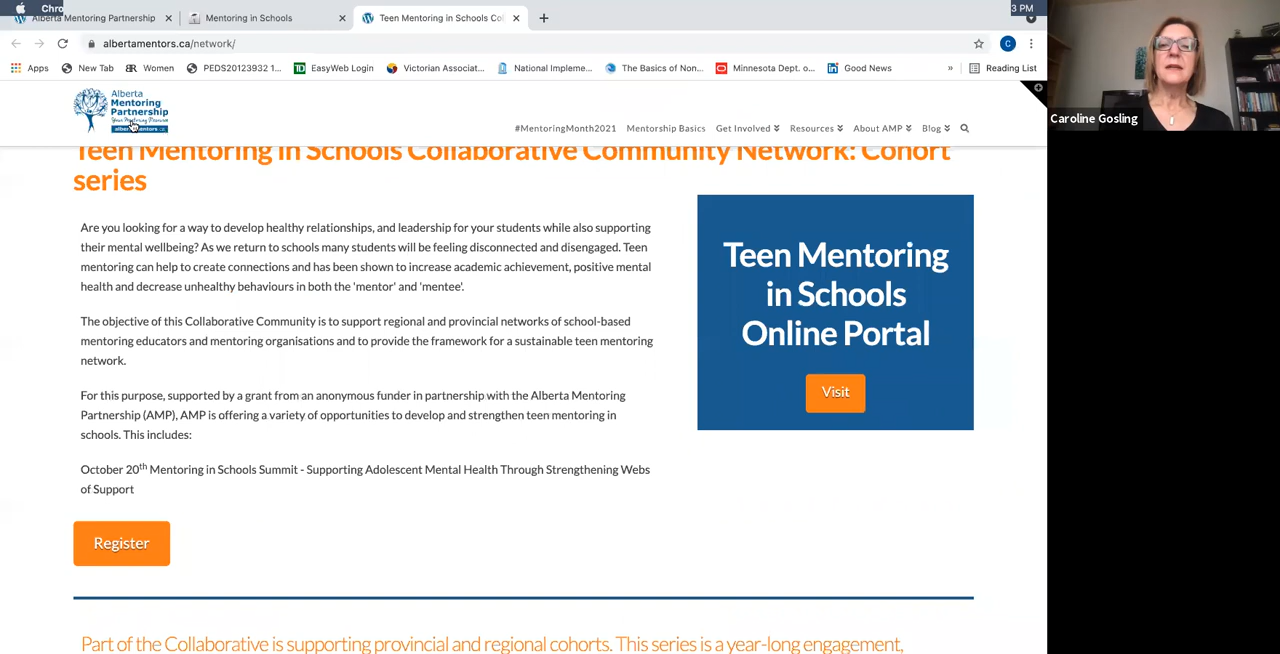 Chro
3 PM
Alberta Mentoring Partnership
Mentoring in Schools
Teen Mentoring in Schools Co
albertamentors.ca/network/
C
Apps
New Tab
Women
PEDS20123932 1...
EasyWeb Login
Victorian Associat...
National Impleme...
The Basics of Non...
Minnesota Dept. o...
Good News
»
Reading List
Alberta
Mentoring
Partnership
Your Mentoring Resource
albertamentors.ca
#MentoringMonth2021
Mentorship Basics
Get Involved
Resources
About AMP
Blog
Caroline Gosling
Teen Mentoring in Schools Collaborative Community Network: Cohort
series
Are you looking for a way to develop healthy relationships, and leadership for your students while also supporting
their mental wellbeing? As we return to schools many students will be feeling disconnected and disengaged. Teen
mentoring can help to create connections and has been shown to increase academic achievement, positive mental
health and decrease unhealthy behaviours in both the 'mentor' and 'mentee'.
The objective of this Collaborative Community is to support regional and provincial networks of school-based
mentoring educators and mentoring organisations and to provide the framework for a sustainable teen mentoring
network.
For this purpose, supported by a grant from an anonymous funder in partnership with the Alberta Mentoring
Partnership (AMP), AMP is offering a variety of opportunities to develop and strengthen teen mentoring in
schools. This includes:
October 20th Mentoring in Schools Summit - Supporting Adolescent Mental Health Through Strengthening Webs
of Support
Register
Teen Mentoring
in Schools
Online Portal
Visit
Part of the Collaborative is supporting provincial and regional cohorts. This series is a year-long engagement,